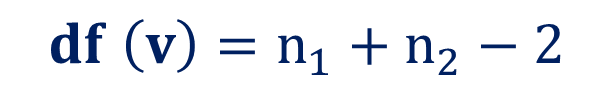 df (v) = n₁ + n₂ − 2